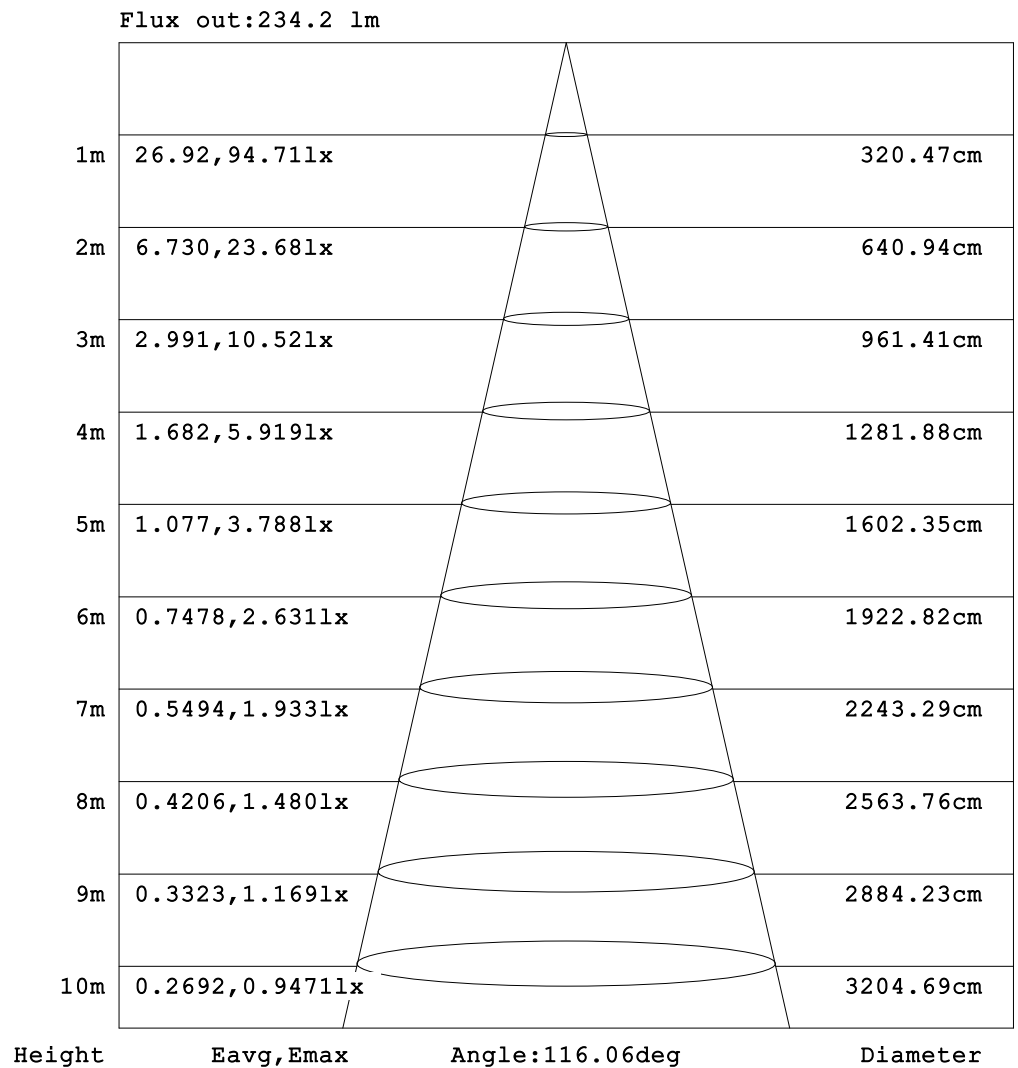 Flux out:234.2 lm
1m 26.92,94.71lx 320.47cm
2m 6.730,23.68lx 640.94cm
3m 2.991,10.52lx 961.41cm
4m 1.682,5.919lx 1281.88cm
5m 1.077,3.788lx 1602.35cm
6m 0.7478,2.631lx 1922.82cm
7m 0.5494,1.933lx 2243.29cm
8m 0.4206,1.480lx 2563.76cm
9m 0.3323,1.169lx 2884.23cm
10m 0.2692,0.9471lx 3204.69cm
Height Eavg,Emax Angle:116.06deg Diameter